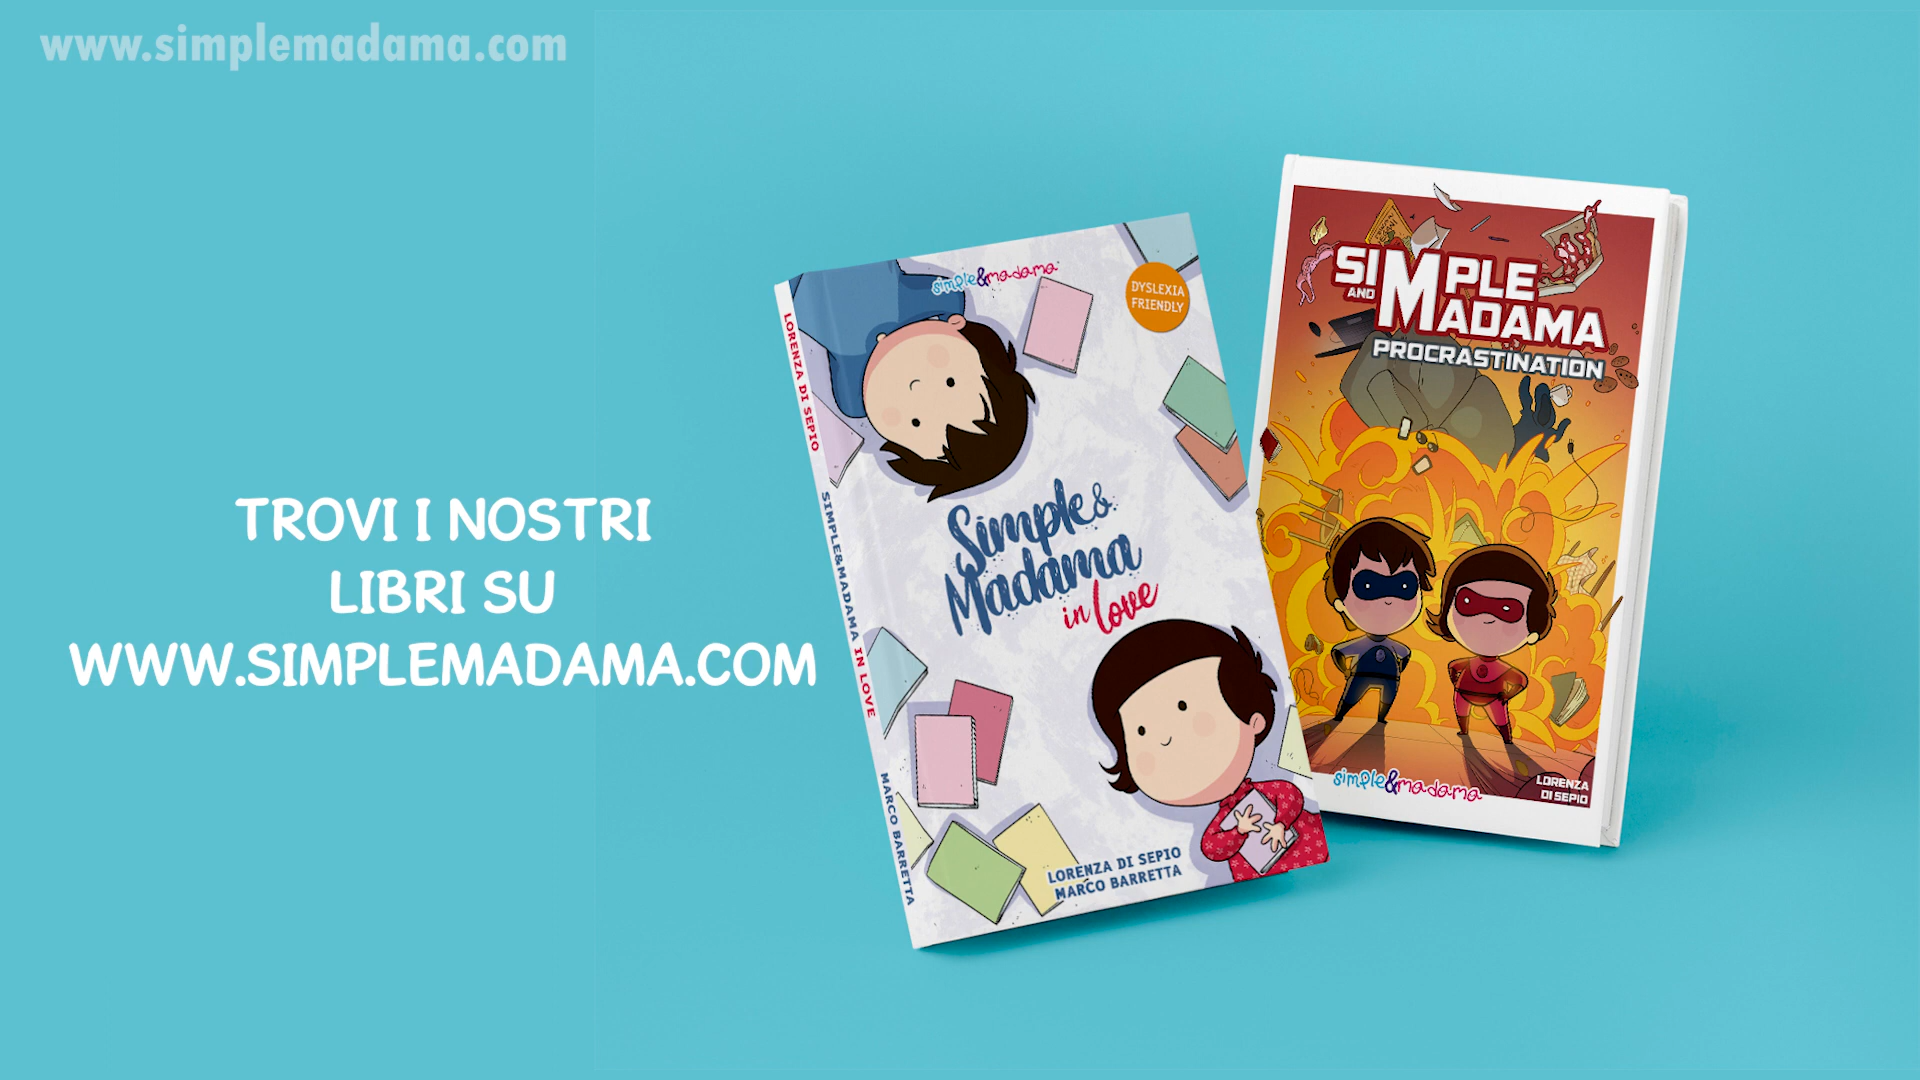 www.simplemadama.com
TROVI I NOSTRI
LIBRI SU
WWW.SIMPLEMADAMA.COM
simple&madama
DYSLEXIA
FRIENDLY
LORENZA DI SEPIO
SIMPLE&MADAMA IN LOVE
MARCO BARRETTA
Simple&
Madama
in love
LORENZA DI SEPIO
MARCO BARRETTA
SIMPLE
AND MADAMA
PROCRASTINATION
simple&madama
LORENZA
DI SEPIO